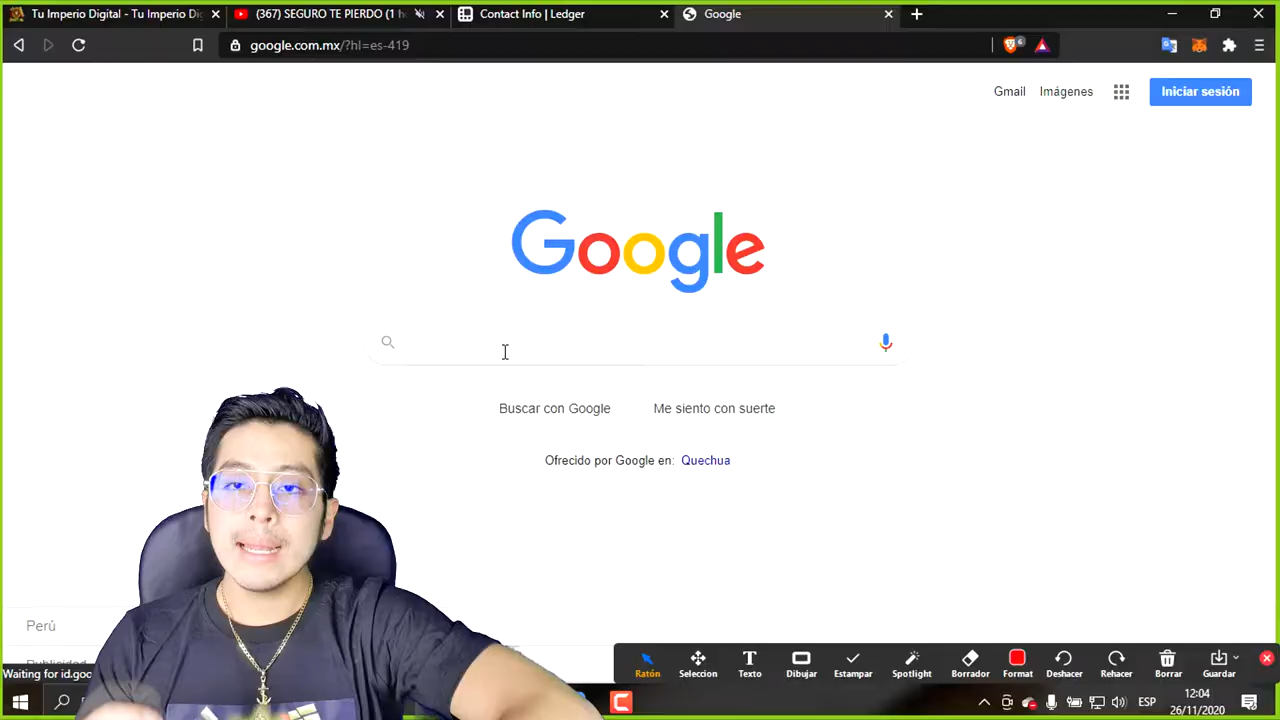 Tu Imperio Digital - Tu Imperio Dig
(367) SEGURO TE PIERDO (1 h
Contact Info | Ledger
Google
google.com.mx/?hl=es-419
6
Gmail
Imágenes
Iniciar sesión
Google
Buscar con Google
Me siento con suerte
Ofrecido por Google en: Quechua
Perú
Publicidad
Waiting for id.goo
Ratón
Seleccion
Texto
Dibujar
Estampar
Spotlight
Borrador
Format
Deshacer
Rehacer
Borrar
Guardar
ESP
12:04
26/11/2020